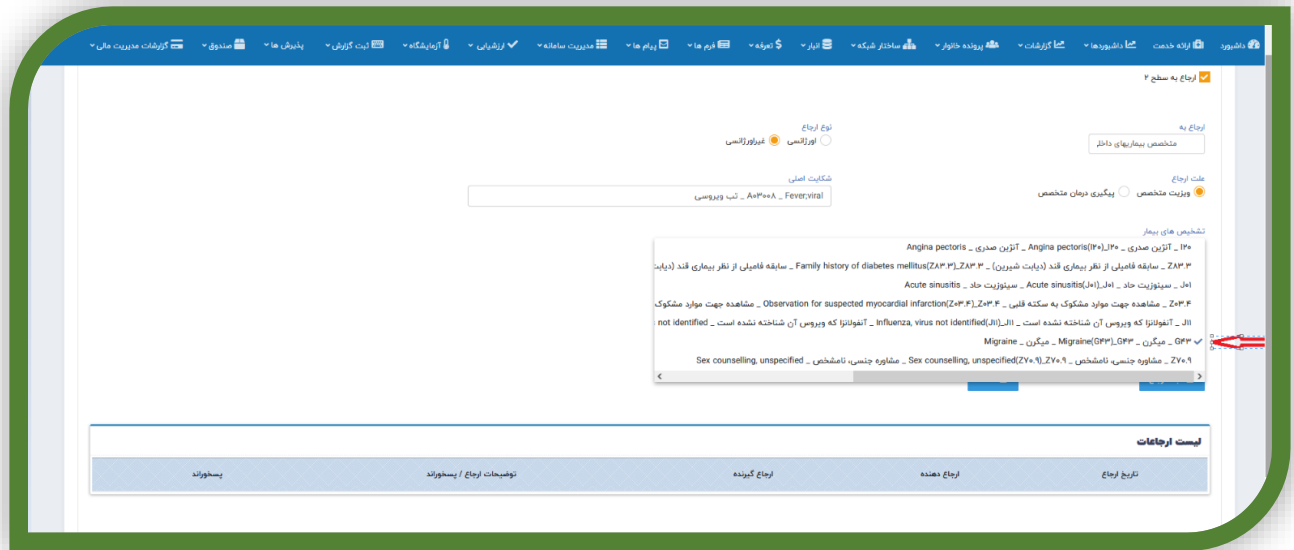 داشبورد ارائه خدمت داشبوردها گزارشات پرونده خانوار ساختار شبکه انبار تعرفه فرم ها پیام ها مدیریت سامانه ارزشیابی آزمایشگاه ثبت گزارش پذیرش ها صندوق گزارشات مدیریت مالی
ارجاع به سطح ۲
ارجاع به نوع ارجاع
متخصص بیماریهای داخل اورژانسی غیراورژانسی
علت ارجاع شکایت اصلی
ویزیت متخصص پیگیری درمان متخصص A۰۳۰۰۸ _ Fever;viral _ تب ویروسی
تشخیص های بیمار
I۲۰ _ آنژین صدری _ Angina pectoris(I۲۰)_I۲۰ _ آنژین صدری _ Angina pectoris
Z۸۳.۳ _ سابقه فامیلی از نظر بیماری قند (دیابت شیرین) _ Family history of diabetes mellitus(Z۸۳.۳)_Z۸۳.۳ _ سابقه فامیلی از نظر بیماری قند (دیابت
J۰۱ _ سینوزیت حاد _ Acute sinusitis(J۰۱)_J۰۱ _ سینوزیت حاد _ Acute sinusitis
Z۰۳.۴ _ مشاهده جهت موارد مشکوک به سکته قلبی _ Observation for suspected myocardial infarction(Z۰۳.۴)_Z۰۳.۴ _ مشاهده جهت موارد مشکوک
J۱۱ _ آنفولانزا که ویروس آن شناخته نشده است _ Influenza, virus not identified(J۱۱)_J۱۱ _ آنفولانزا که ویروس آن شناخته نشده است _ not identified
G۴۳ _ میگرن _ Migraine(G۴۳)_G۴۳ _ میگرن _ Migraine
Z۷۰.۹ _ مشاوره جنسی، نامشخص _ Sex counselling, unspecified(Z۷۰.۹)_Z۷۰.۹ _ مشاوره جنسی، نامشخص _ Sex counselling, unspecified
لیست ارجاعات
تاریخ ارجاع ارجاع دهنده ارجاع گیرنده توضیحات ارجاع / پسخوراند پسخوراند